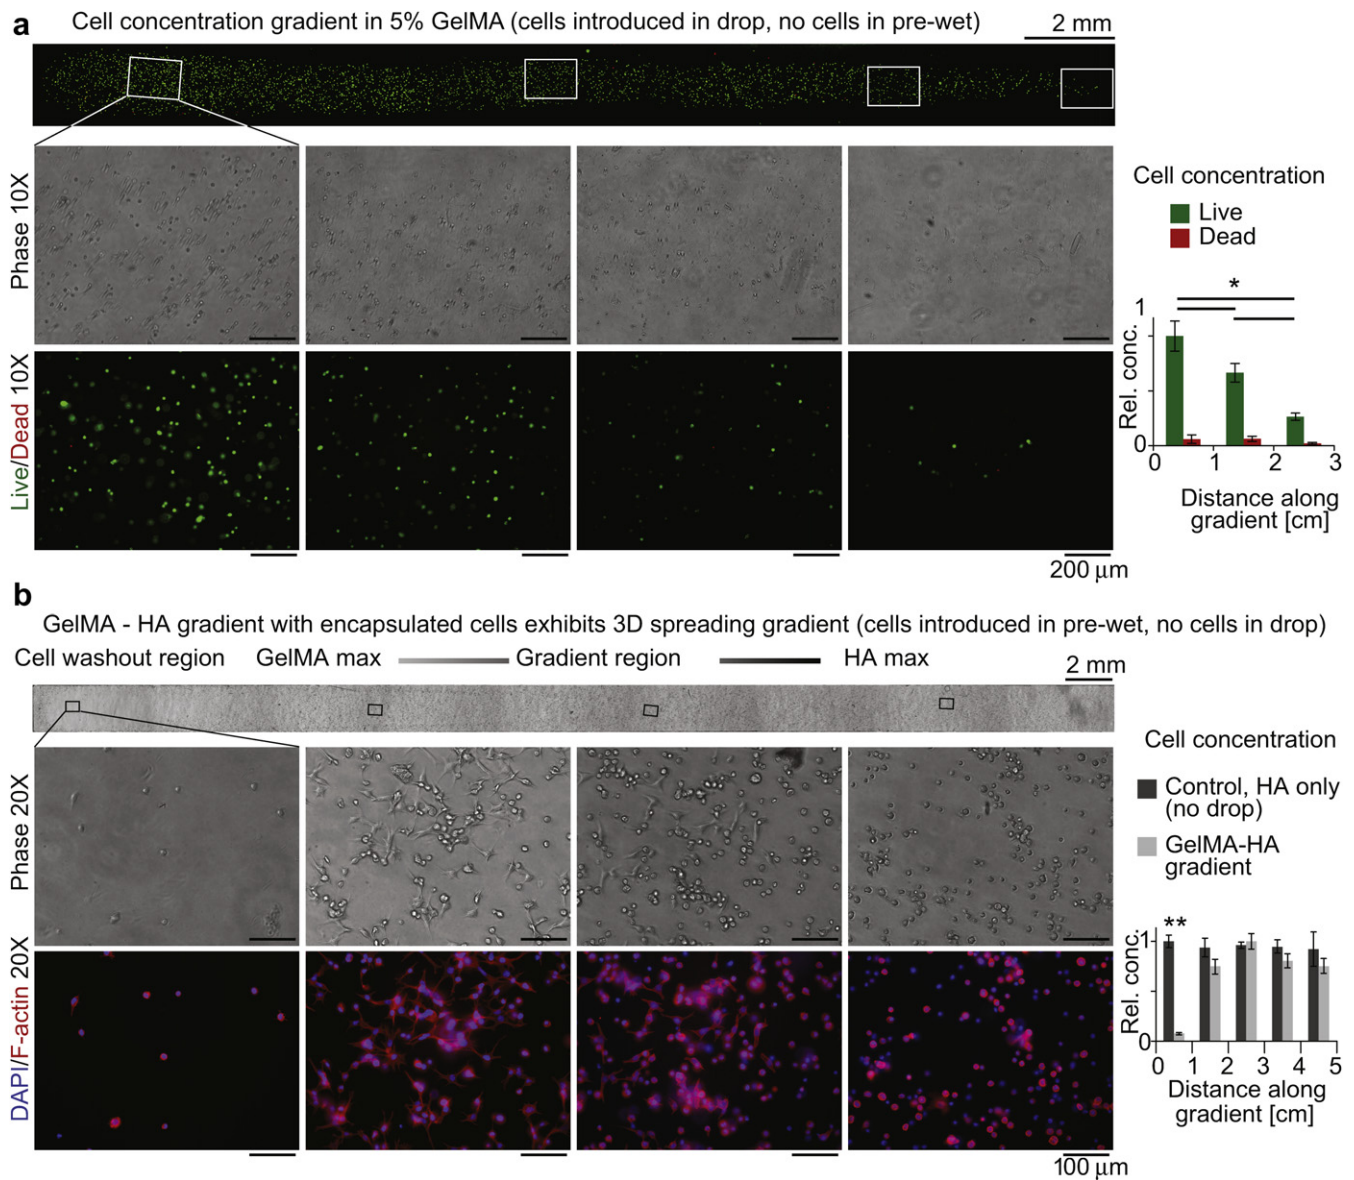 a
Cell concentration gradient in 5% GelMA (cells introduced in drop, no cells in pre-wet)
2 mm
Phase 10X
Live/Dead 10X
200 µm
Cell concentration
Live
Dead
*
1
Rel. conc.
0
0 1 2 3
Distance along
gradient [cm]
b
GelMA - HA gradient with encapsulated cells exhibits 3D spreading gradient (cells introduced in pre-wet, no cells in drop)
Cell washout region GelMA max Gradient region HA max
2 mm
Phase 20X
DAPI/F-actin 20X
100 µm
Cell concentration
Control, HA only
(no drop)
GelMA-HA
gradient
**
1
Rel. conc.
0
0 1 2 3 4 5
Distance along
gradient [cm]